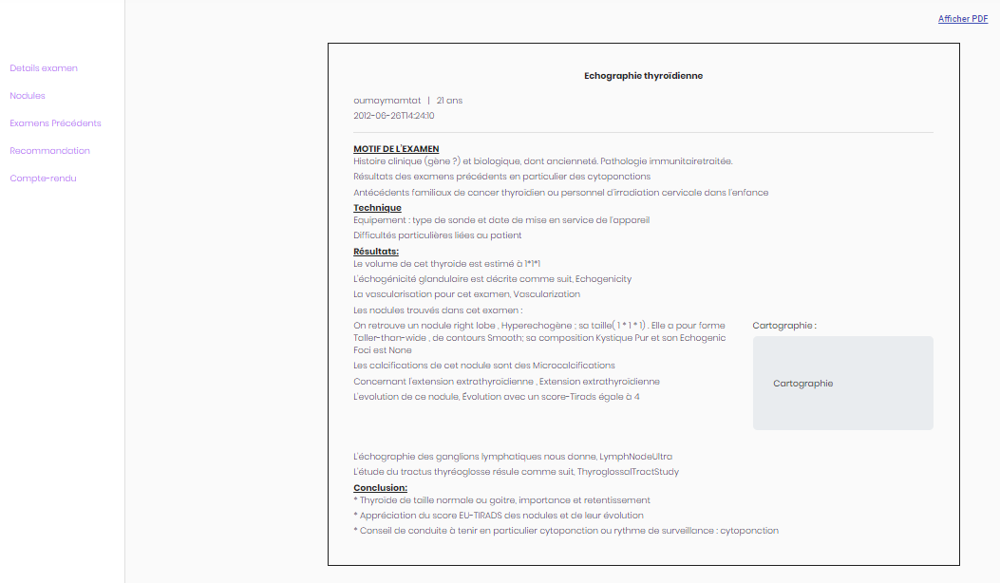 Afficher PDF
Details examen
Nodules
Examens Précédents
Recommandation
Compte-rendu
Echographie thyroïdienne
oumaymamtat | 21 ans
2012-06-26T14:24:10
MOTIF DE L'EXAMEN
Histoire clinique (gène ?) et biologique, dont ancienneté. Pathologie immunitairetraitée.
Résultats des examens précédents en particulier des cytoponctions
Antécédents familiaux de cancer thyroïdien ou personnel d'irradiation cervicale dans l'enfance
Technique
Equipement : type de sonde et date de mise en service de l'appareil
Difficultés particulières liées au patient
Résultats:
Le volume de cet thyroide est estimé à 1*1*1
L'échogénicité glandulaire est décrite comme suit, Echogenicity
La vascularisation pour cet examen, Vascularization
Les nodules trouvés dans cet examen :
On retrouve un nodule right lobe , Hyperechogène ; sa taille( 1 * 1 * 1) . Elle a pour forme
Taller-than-wide , de contours Smooth; sa composition Kystique Pur et son Echogenic
Foci est None
Les calcifications de cet nodule sont des Microcalcifications
Concernant l'extension extrathyroidienne , Extension extrathyroidienne
L'evolution de ce nodule, Évolution avec un score-Tirads égale à 4
Cartographie :
Cartographie
L'échographie des ganglions lymphatiques nous donne, LymphNodeUltra
L'étude du tractus thyréoglosse résule comme suit, ThyroglossalTractStudy
Conclusion:
* Thyroïde de taille normale ou goitre, importance et retentissement
* Appréciation du score EU-TIRADS des nodules et de leur évolution
* Conseil de conduite à tenir en particulier cytoponction ou rythme de surveillance : cytoponction